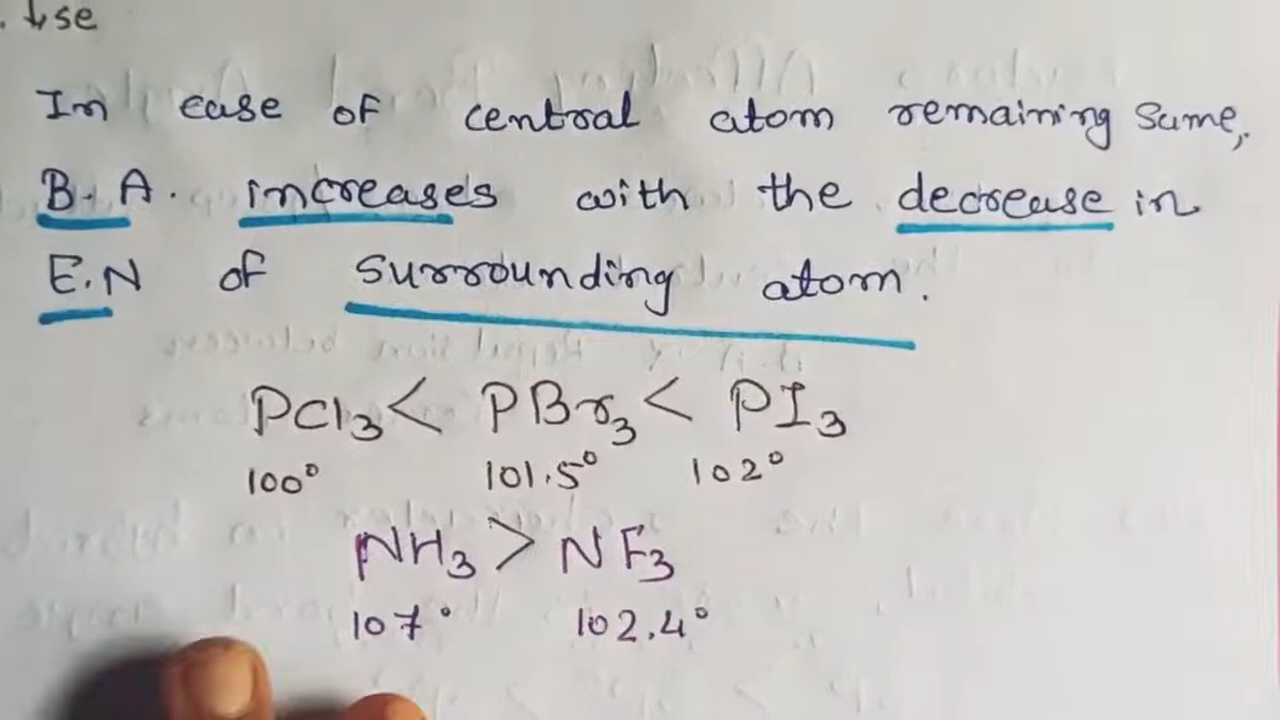 . ↓se
In case of central atom remaining same,
B.A. increases with the decrease in
E.N of surrounding atom.
PCl₃ < PBr₃ < PI₃
100° 101.5° 102°
NH₃ > NF₃
107° 102.4°